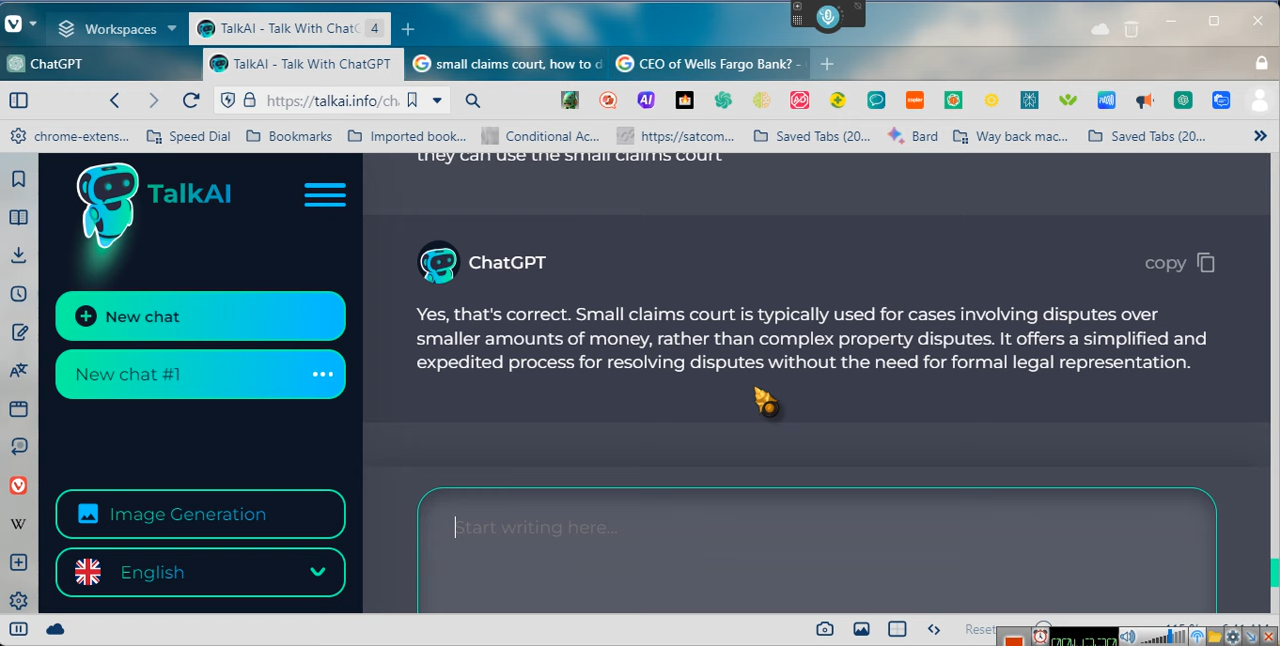 Workspaces
TalkAI - Talk With ChatG 4
ChatGPT
TalkAI - Talk With ChatGPT
small claims court, how to d
CEO of Wells Fargo Bank? -
https://talkai.info/ch
chrome-extens...
Speed Dial
Bookmarks
Imported book...
Conditional Ac...
https://satcom...
Saved Tabs (20...
Bard
Way back mac...
Saved Tabs (20...
they can use the small claims court
TalkAI
ChatGPT
copy
New chat
Yes, that's correct. Small claims court is typically used for cases involving disputes over
smaller amounts of money, rather than complex property disputes. It offers a simplified and
expedited process for resolving disputes without the need for formal legal representation.
New chat #1
Image Generation
Start writing here...
English
Reset